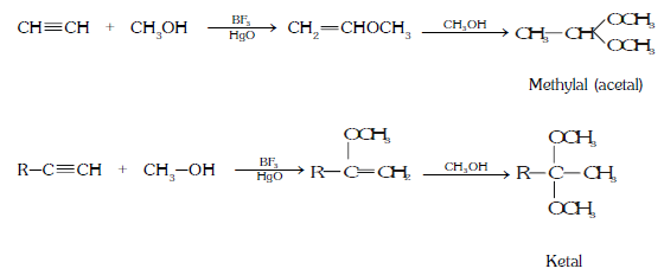 CH≡CH + CH₃OH BF₃ HgO CH₂=CHOCH₃ CH₃OH CH₃–CH OCH₃ OCH₃
Methylal (acetal)
R–C≡CH + CH₃–OH BF₃ HgO R–C=CH₂ OCH₃ CH₃OH R–C–CH₃ OCH₃ OCH₃
Ketal